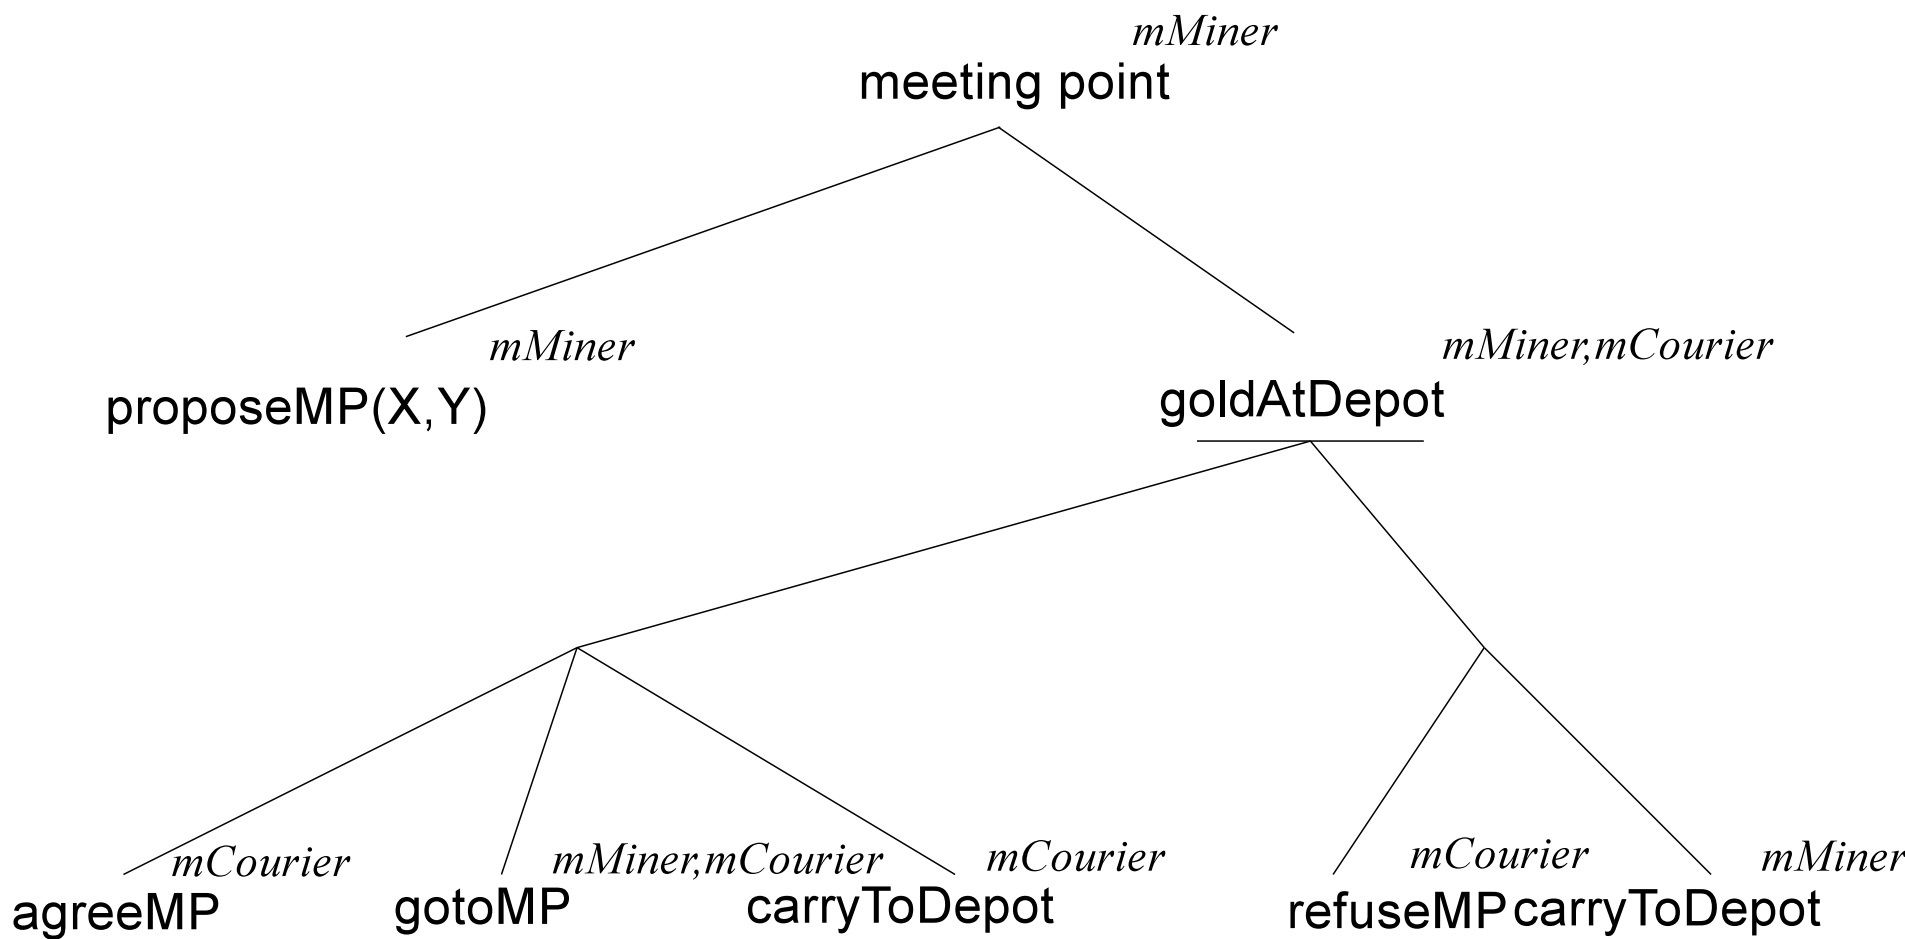 mMiner
meeting point
mMiner
proposeMP(X,Y)
mMiner,mCourier
goldAtDepot
mCourier
agreeMP
mMiner,mCourier
gotoMP
mCourier
carryToDepot
mCourier
refuseMP
mMiner
carryToDepot